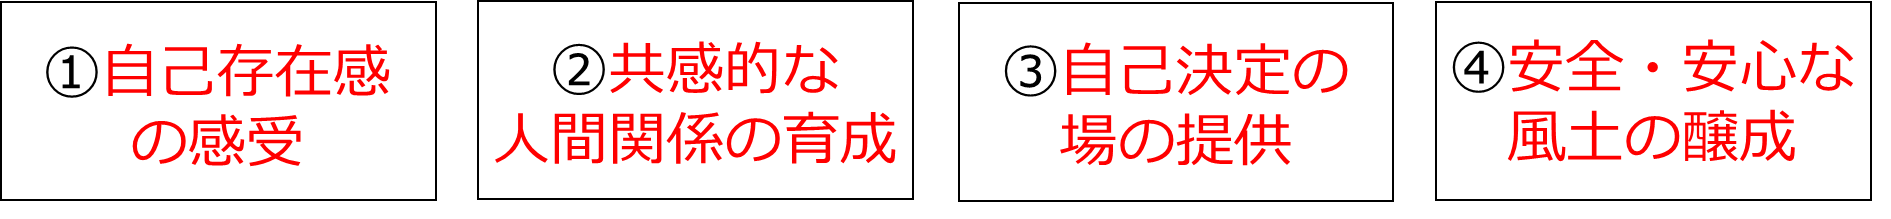 ①自己存在感
の感受
②共感的な
人間関係の育成
③自己決定の
場の提供
④安全・安心な
風土の醸成